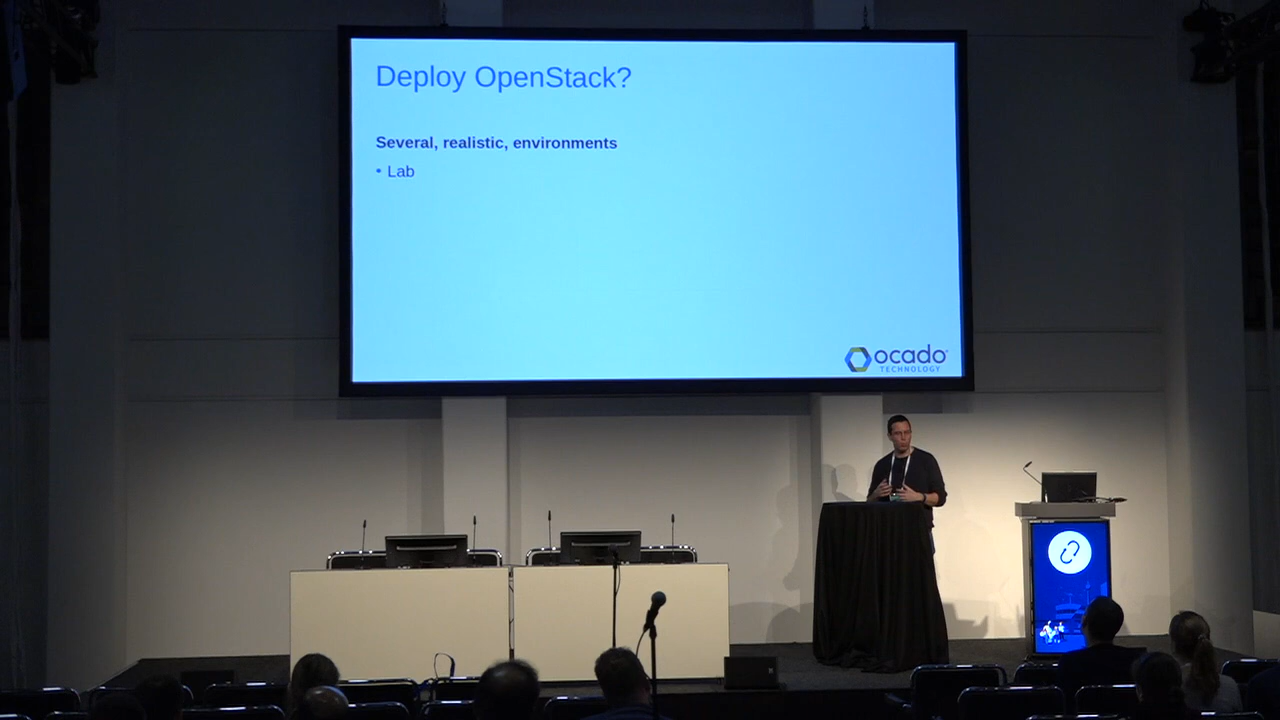 Deploy OpenStack?
Several, realistic, environments
• Lab
ocado
TECHNOLOGY